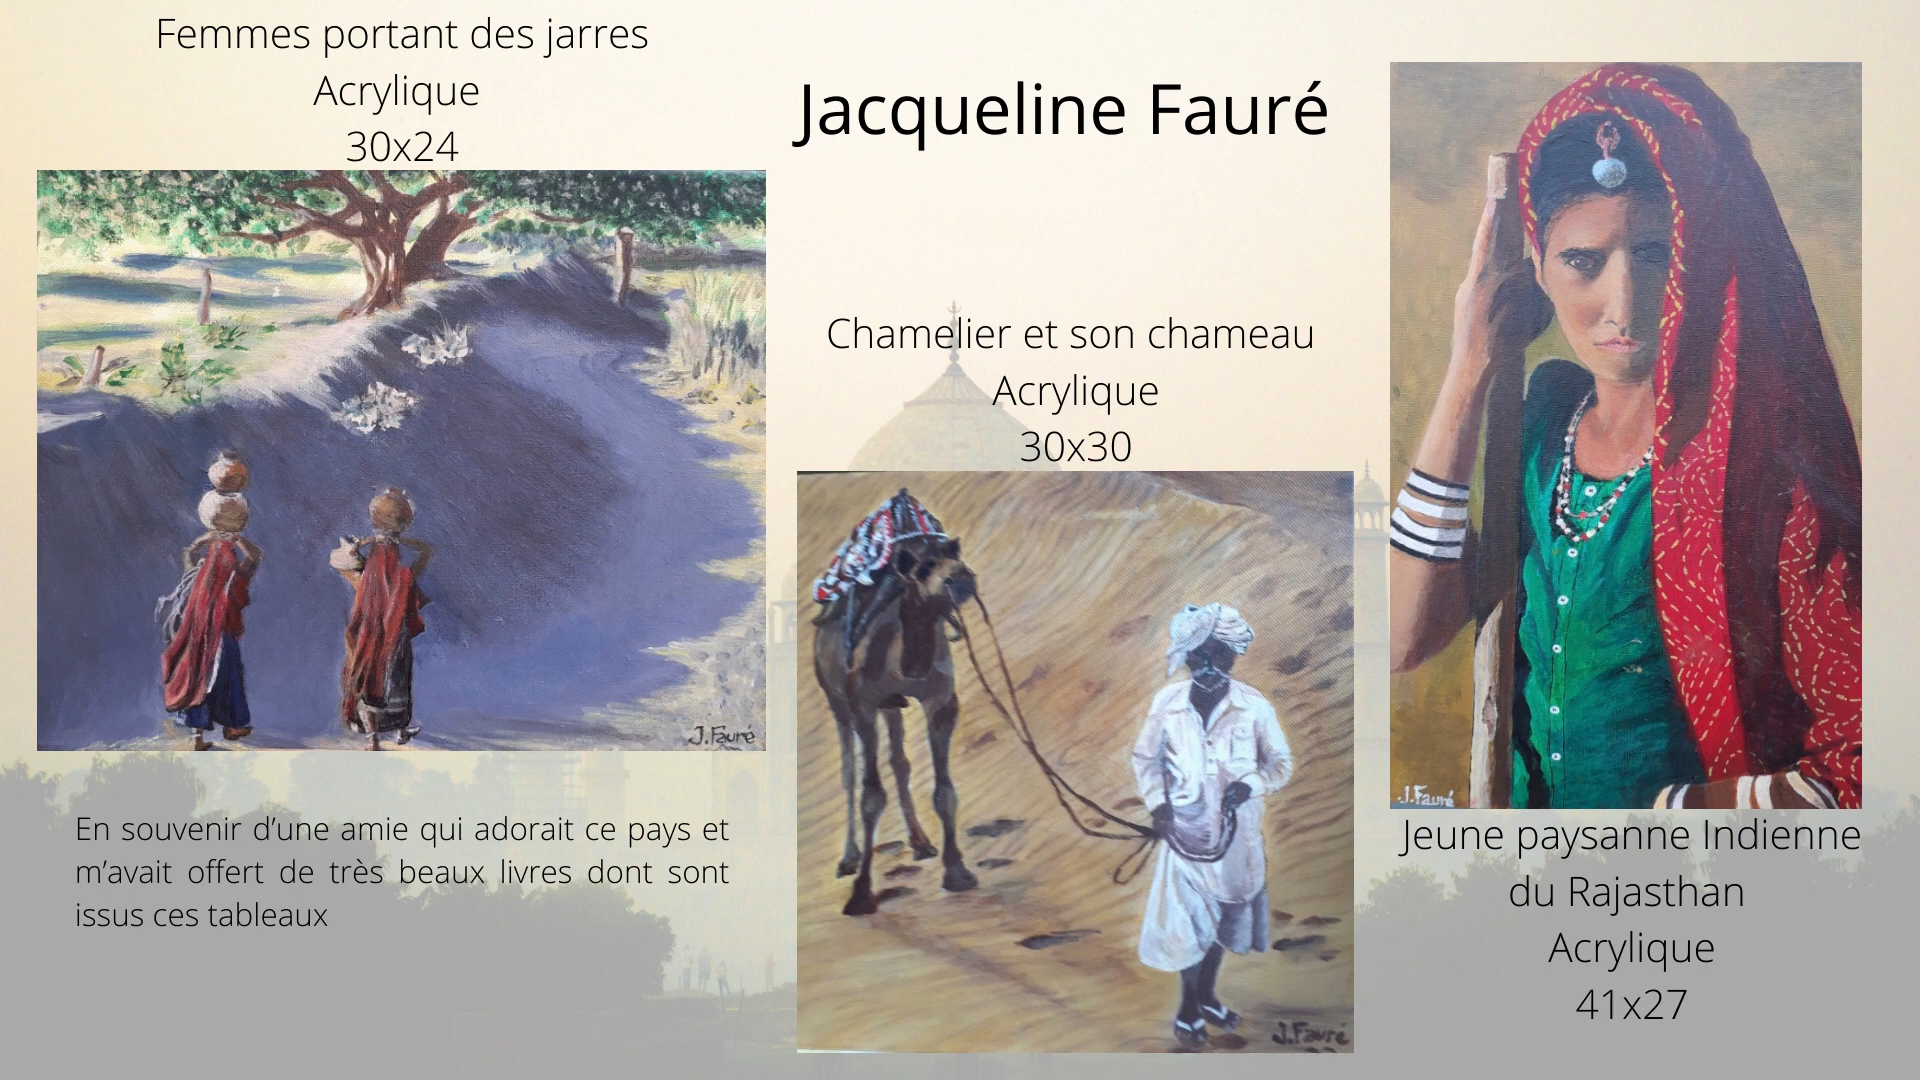 Femmes portant des jarres
Acrylique
30x24
J.Fauré
En souvenir d’une amie qui adorait ce pays et
m’avait offert de très beaux livres dont sont
issus ces tableaux
Jacqueline Fauré
Chamelier et son chameau
Acrylique
30x30
J.Fauré
J.Fauré
Jeune paysanne Indienne
du Rajasthan
Acrylique
41x27